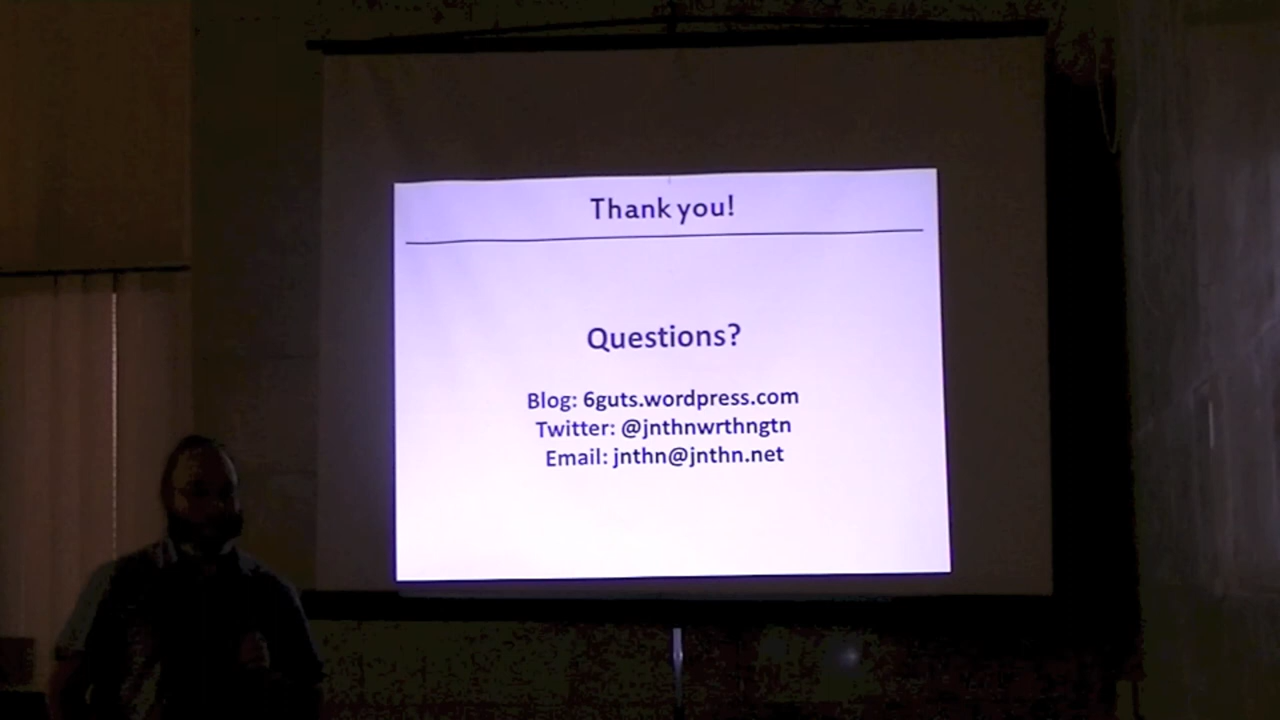 Thank you!
Questions?
Blog: 6guts.wordpress.com
Twitter: @jnthnwrthngtn
Email: jnthn@jnthn.net